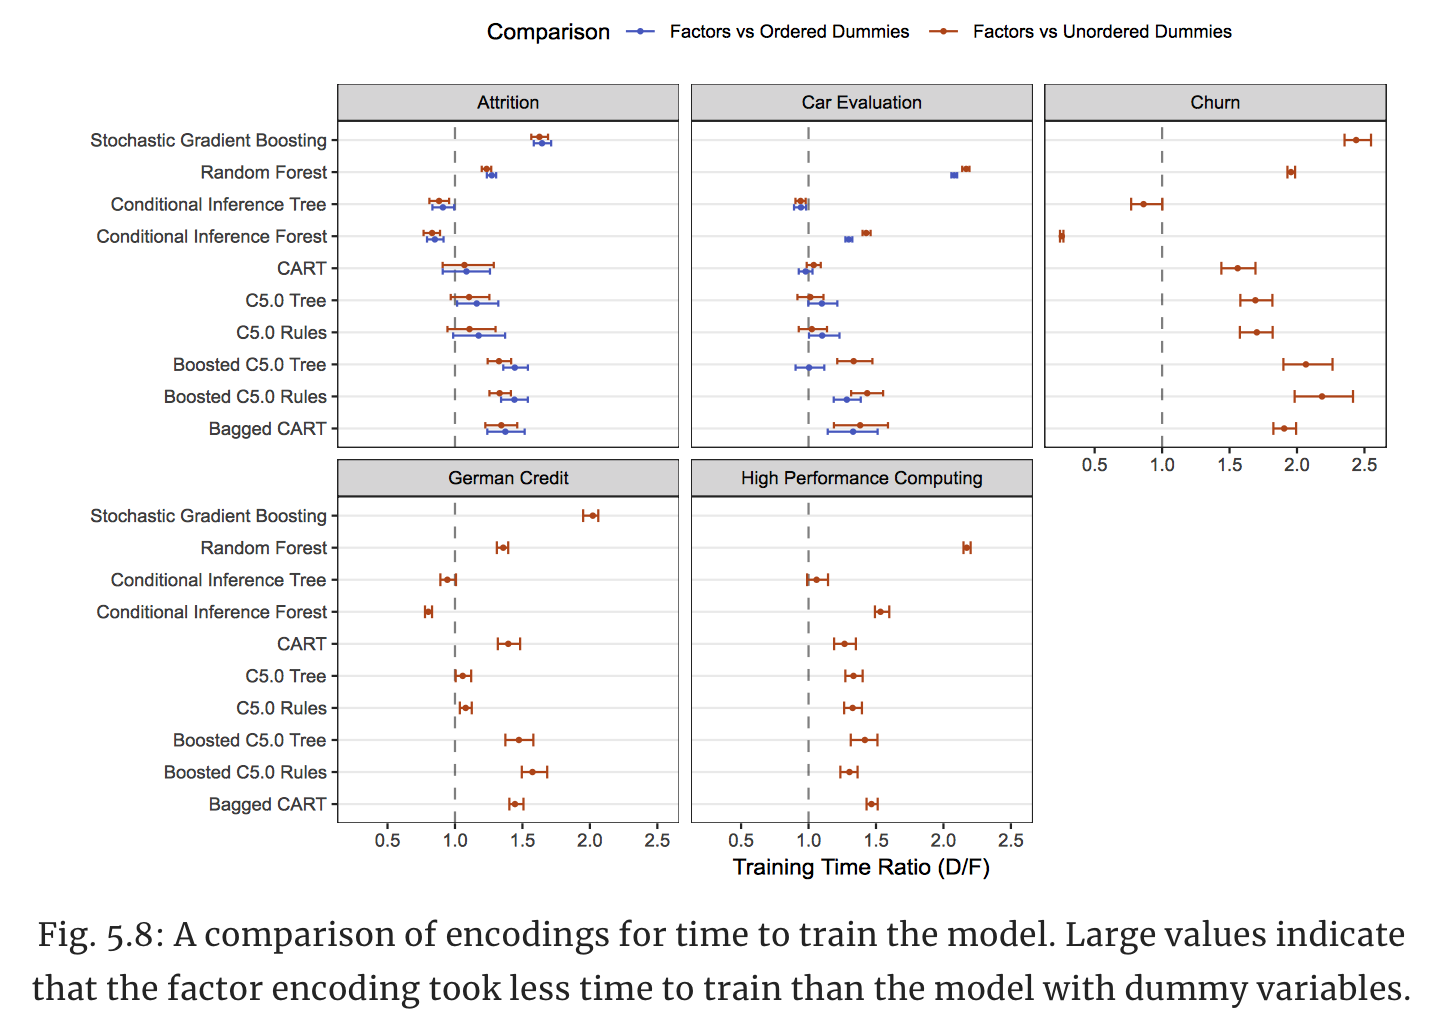 Comparison Factors vs Ordered Dummies Factors vs Unordered Dummies
Attrition Car Evaluation Churn
Stochastic Gradient Boosting
Random Forest
Conditional Inference Tree
Conditional Inference Forest
CART
C5.0 Tree
C5.0 Rules
Boosted C5.0 Tree
Boosted C5.0 Rules
Bagged CART
0.5 1.0 1.5 2.0 2.5
German Credit High Performance Computing
Stochastic Gradient Boosting
Random Forest
Conditional Inference Tree
Conditional Inference Forest
CART
C5.0 Tree
C5.0 Rules
Boosted C5.0 Tree
Boosted C5.0 Rules
Bagged CART
0.5 1.0 1.5 2.0 2.5 0.5 1.0 1.5 2.0 2.5
Training Time Ratio (D/F)
Fig. 5.8: A comparison of encodings for time to train the model. Large values indicate
that the factor encoding took less time to train than the model with dummy variables.